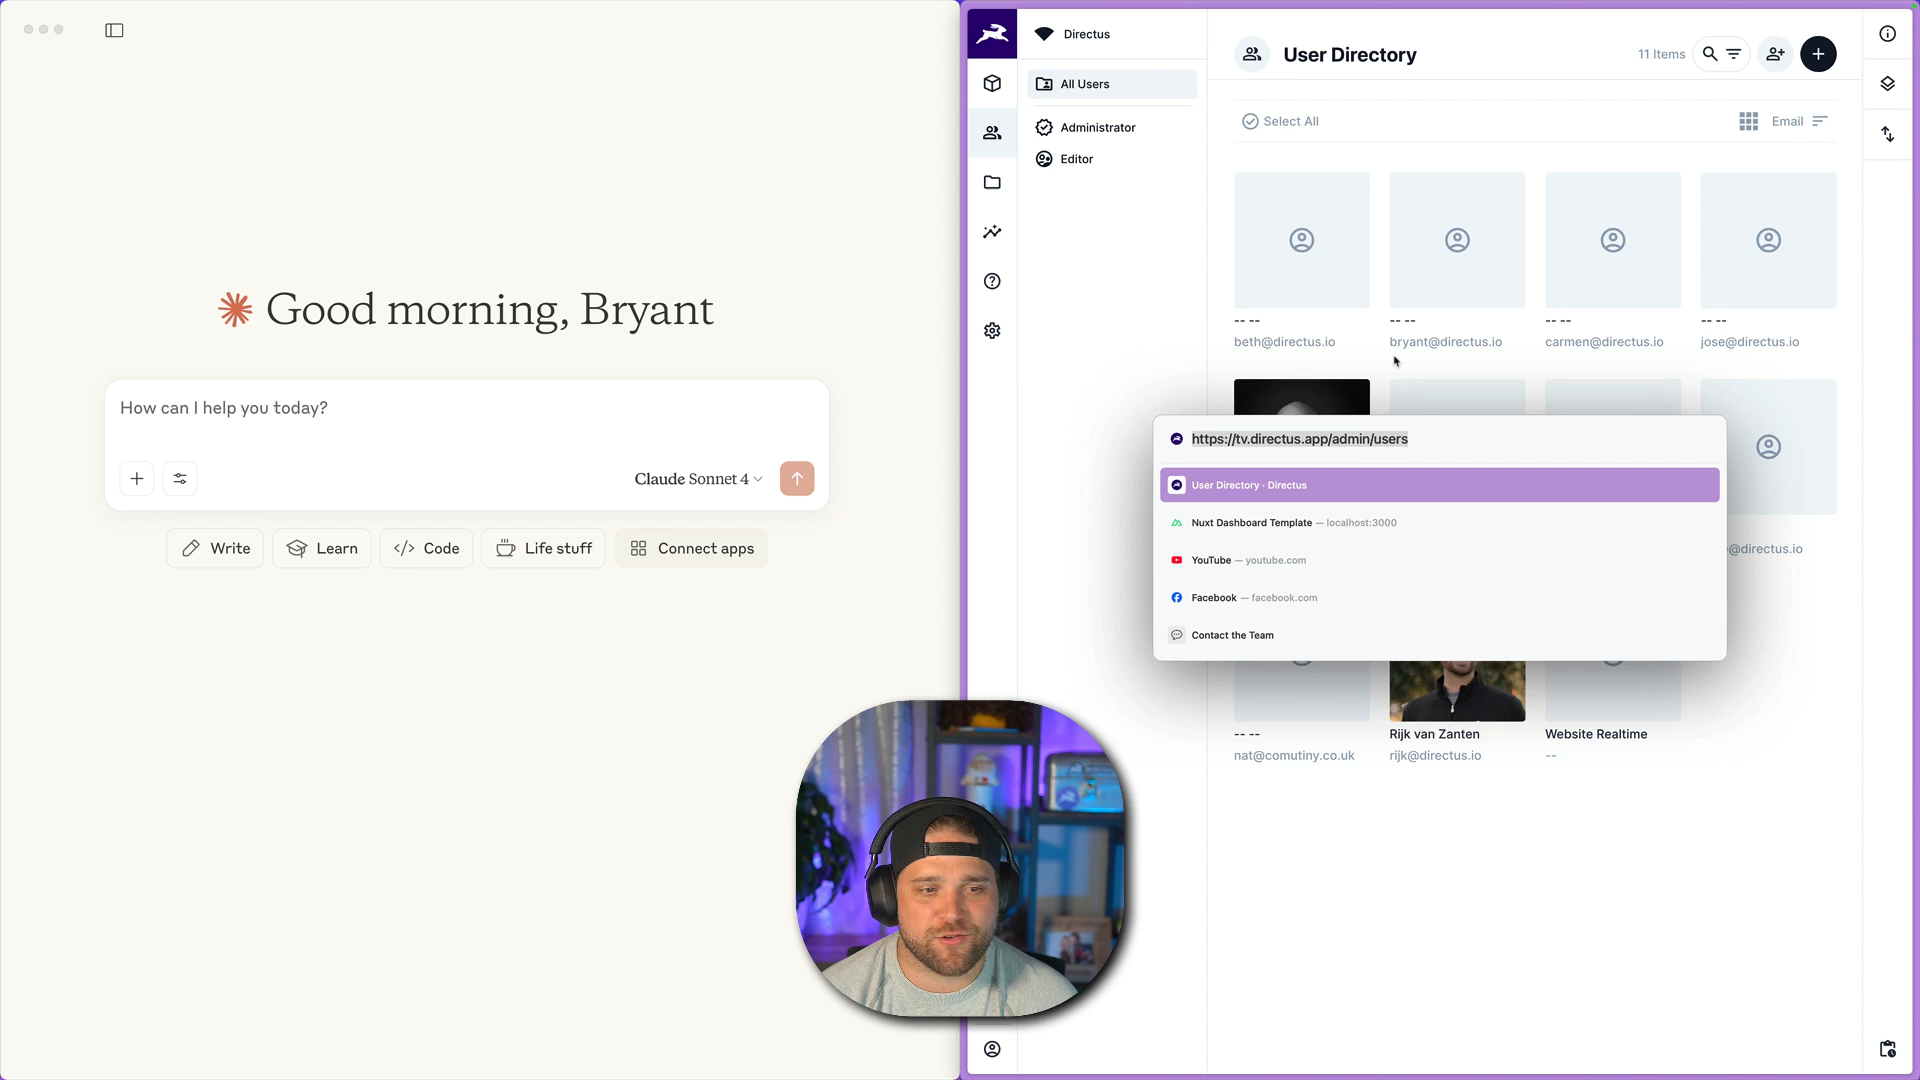 Good morning, Bryant
How can I help you today?
Claude Sonnet 4
Write
Learn
Code
Life stuff
Connect apps
Directus
All Users
Administrator
Editor
User Directory
11 Items
Select All
Email
-- --
beth@directus.io
-- --
bryant@directus.io
-- --
carmen@directus.io
-- --
jose@directus.io
https://tv.directus.app/admin/users
User Directory · Directus
Nuxt Dashboard Template — localhost:3000
YouTube — youtube.com
Facebook — facebook.com
Contact the Team
@directus.io
-- --
nat@comutiny.co.uk
Rijk van Zanten
rijk@directus.io
Website Realtime
--